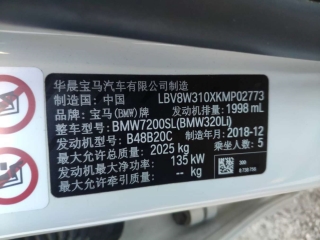 华晨宝马汽车有限公司制造
制造国：中国 LBV8W310XKMP02773
品牌：宝马(BMW)牌 发动机排量：1998 mL
整车型号：BMW7200SL(BMW320Li)
发动机型号：B48B20C 制造年月：2018-12
最大允许总质量：2025 kg 乘坐人数：5
发动机最大净功率：135 kW
最大允许牵引质量：- kg